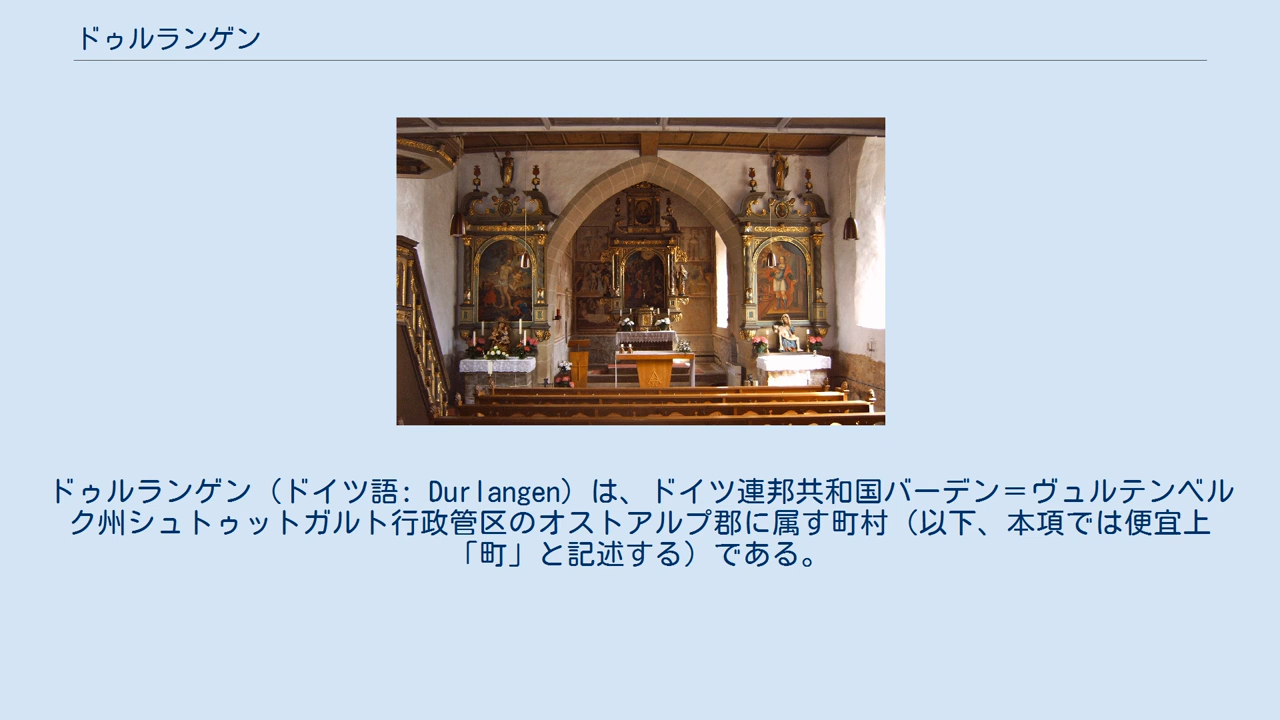 ドゥルランゲン
ドゥルランゲン（ドイツ語: Durlangen）は、ドイツ連邦共和国バーデン＝ヴュルテンベル
ク州シュトゥットガルト行政管区のオストアルプ郡に属す町村（以下、本項では便宜上
「町」と記述する）である。